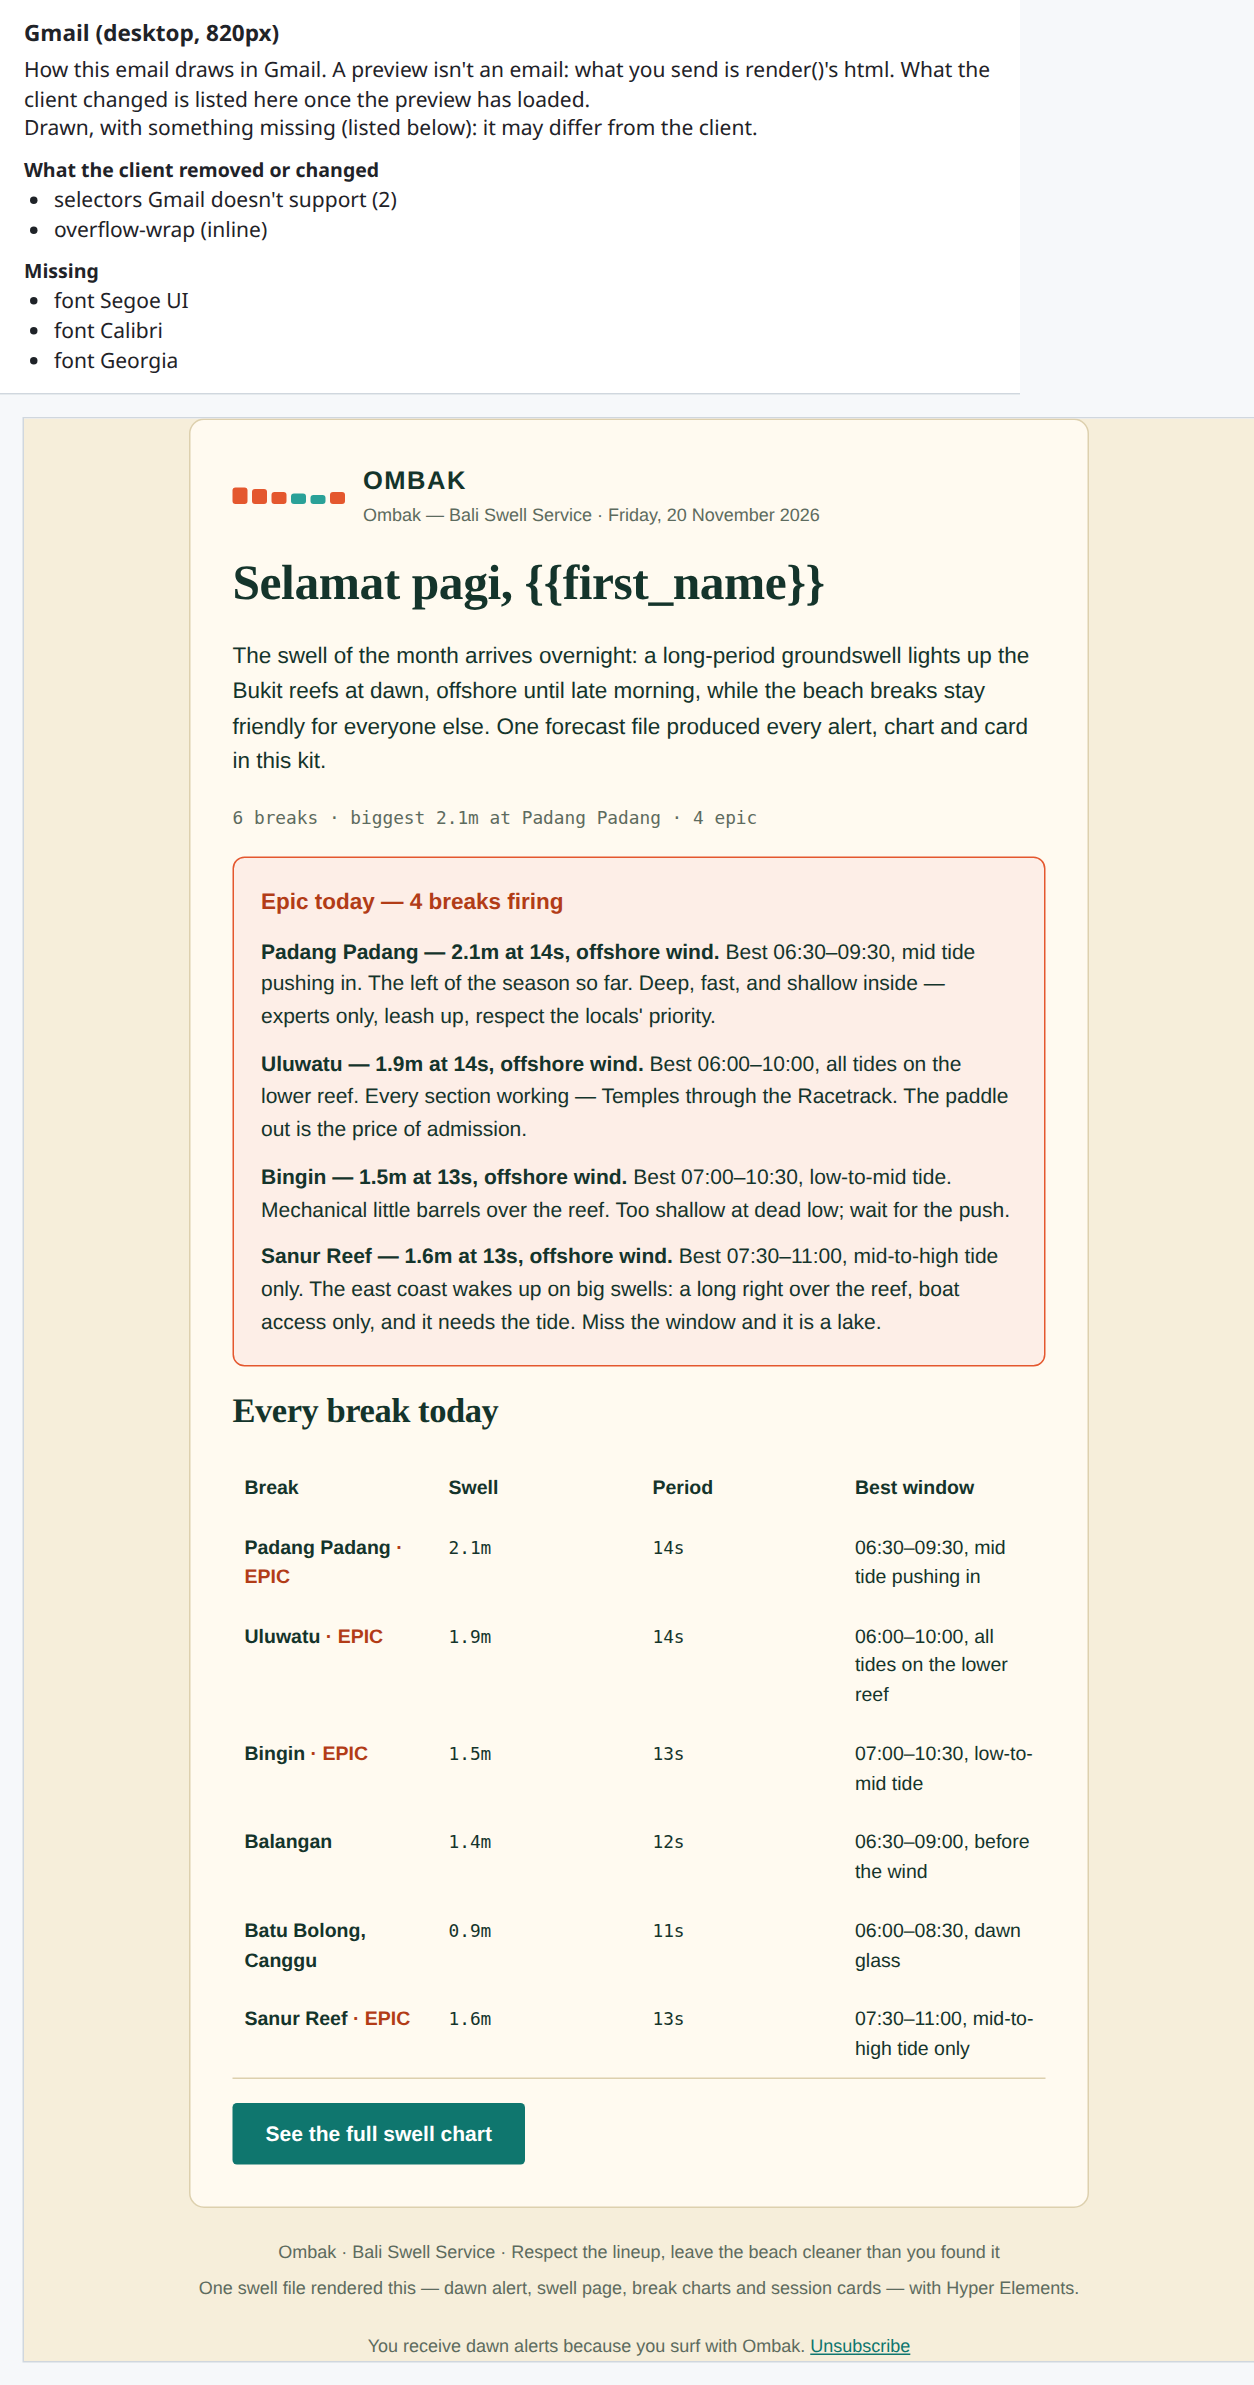 Gmail (desktop, 820px)
How this email draws in Gmail. A preview isn't an email: what you send is render()'s html. What the
client changed is listed here once the preview has loaded.
Drawn, with something missing (listed below): it may differ from the client.
What the client removed or changed
• selectors Gmail doesn't support (2)
• overflow-wrap (inline)
Missing
• font Segoe UI
• font Calibri
• font Georgia
OMBAK
Ombak — Bali Swell Service · Friday, 20 November 2026
Selamat pagi, {{first_name}}
The swell of the month arrives overnight: a long-period groundswell lights up the
Bukit reefs at dawn, offshore until late morning, while the beach breaks stay
friendly for everyone else. One forecast file produced every alert, chart and card
in this kit.
6 breaks · biggest 2.1m at Padang Padang · 4 epic
Epic today — 4 breaks firing
Padang Padang — 2.1m at 14s, offshore wind. Best 06:30–09:30, mid tide
pushing in. The left of the season so far. Deep, fast, and shallow inside —
experts only, leash up, respect the locals' priority.
Uluwatu — 1.9m at 14s, offshore wind. Best 06:00–10:00, all tides on the
lower reef. Every section working — Temples through the Racetrack. The paddle
out is the price of admission.
Bingin — 1.5m at 13s, offshore wind. Best 07:00–10:30, low-to-mid tide.
Mechanical little barrels over the reef. Too shallow at dead low; wait for the push.
Sanur Reef — 1.6m at 13s, offshore wind. Best 07:30–11:00, mid-to-high tide
only. The east coast wakes up on big swells: a long right over the reef, boat
access only, and it needs the tide. Miss the window and it is a lake.
Every break today
Break Swell Period Best window
Padang Padang · 2.1m 14s 06:30–09:30, mid
EPIC tide pushing in
Uluwatu · EPIC 1.9m 14s 06:00–10:00, all
tides on the lower
reef
Bingin · EPIC 1.5m 13s 07:00–10:30, low-to-
mid tide
Balangan 1.4m 12s 06:30–09:00, before
the wind
Batu Bolong, 0.9m 11s 06:00–08:30, dawn
Canggu glass
Sanur Reef · EPIC 1.6m 13s 07:30–11:00, mid-to-
high tide only
See the full swell chart
Ombak · Bali Swell Service · Respect the lineup, leave the beach cleaner than you found it
One swell file rendered this — dawn alert, swell page, break charts and session cards — with Hyper Elements.
You receive dawn alerts because you surf with Ombak. Unsubscribe